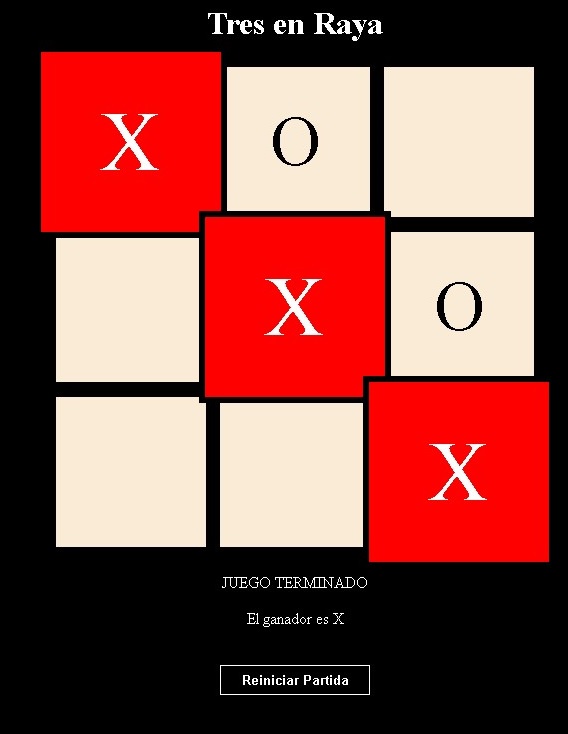 Tres en Raya
X O
X O
X
JUEGO TERMINADO
El ganador es X
Reiniciar Partida